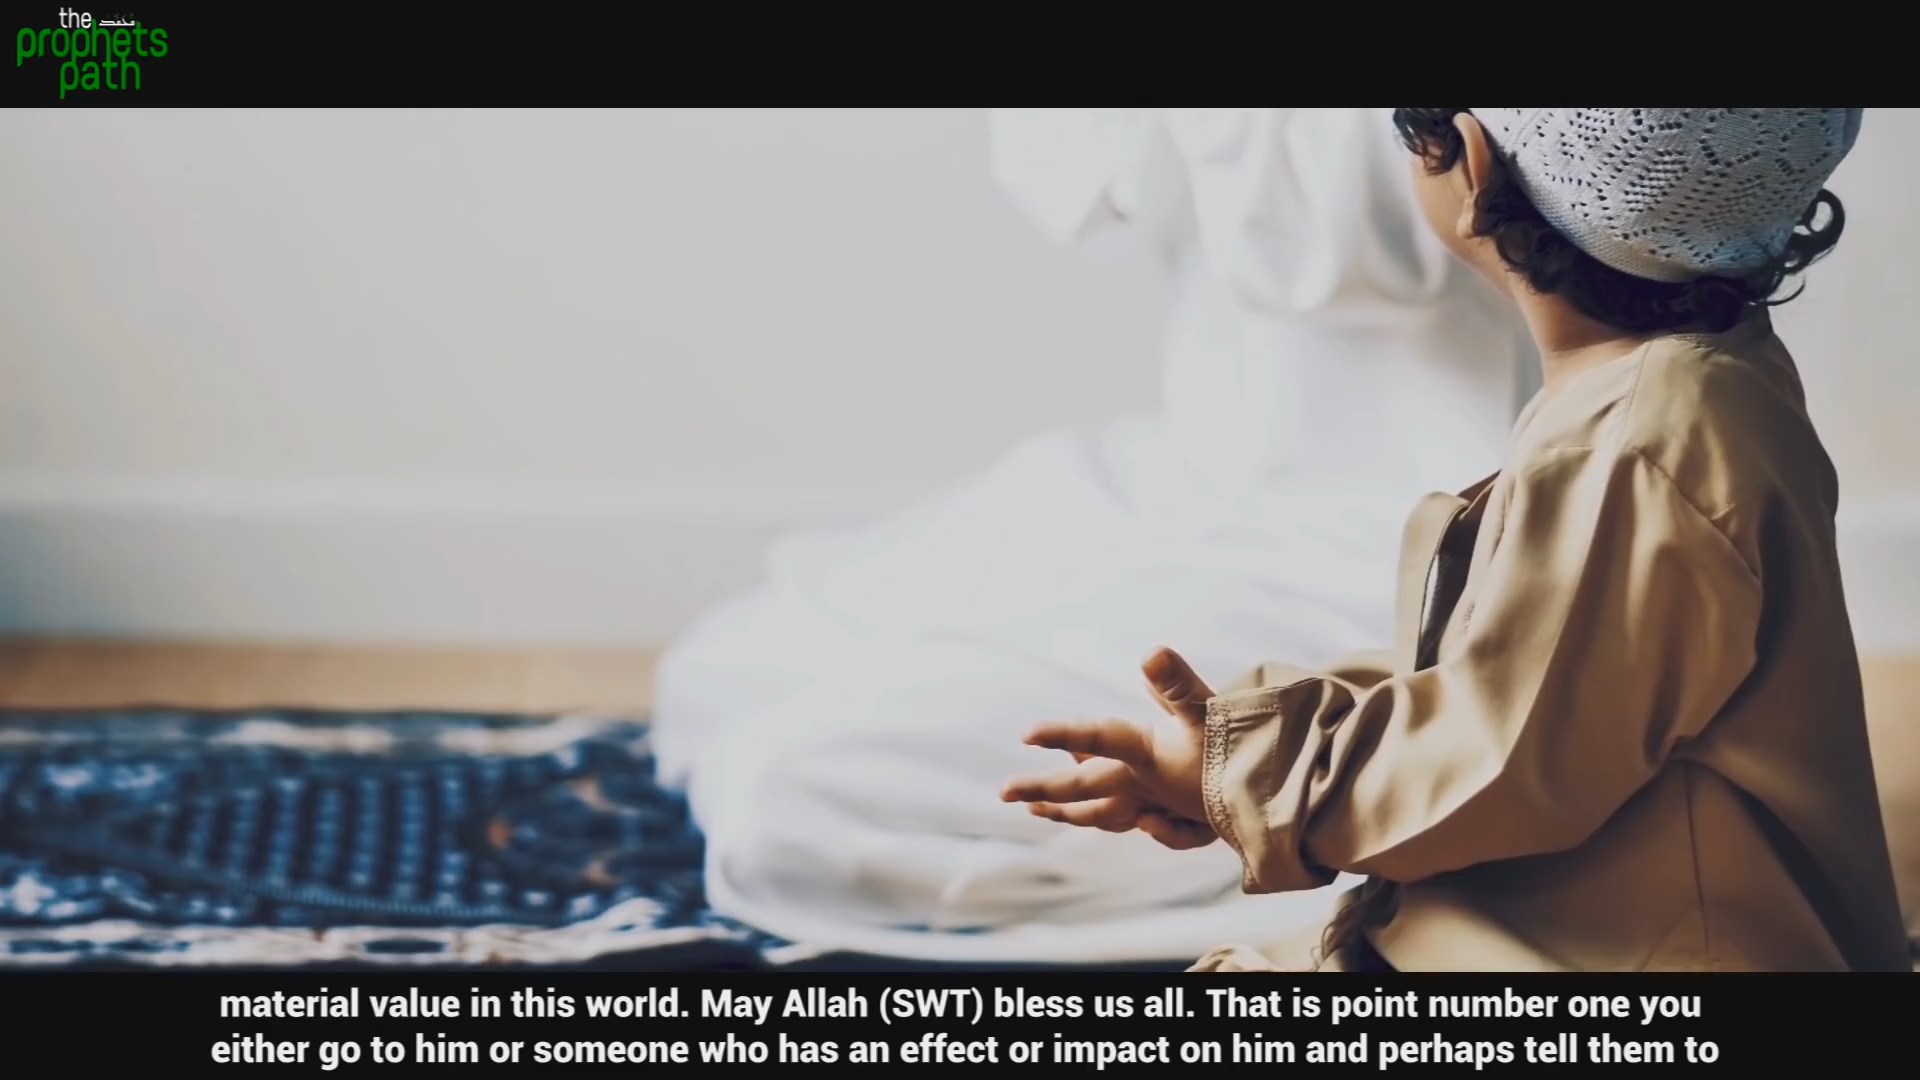 the
prophets
path
material value in this world. May Allah (SWT) bless us all. That is point number one you
either go to him or someone who has an effect or impact on him and perhaps tell them to